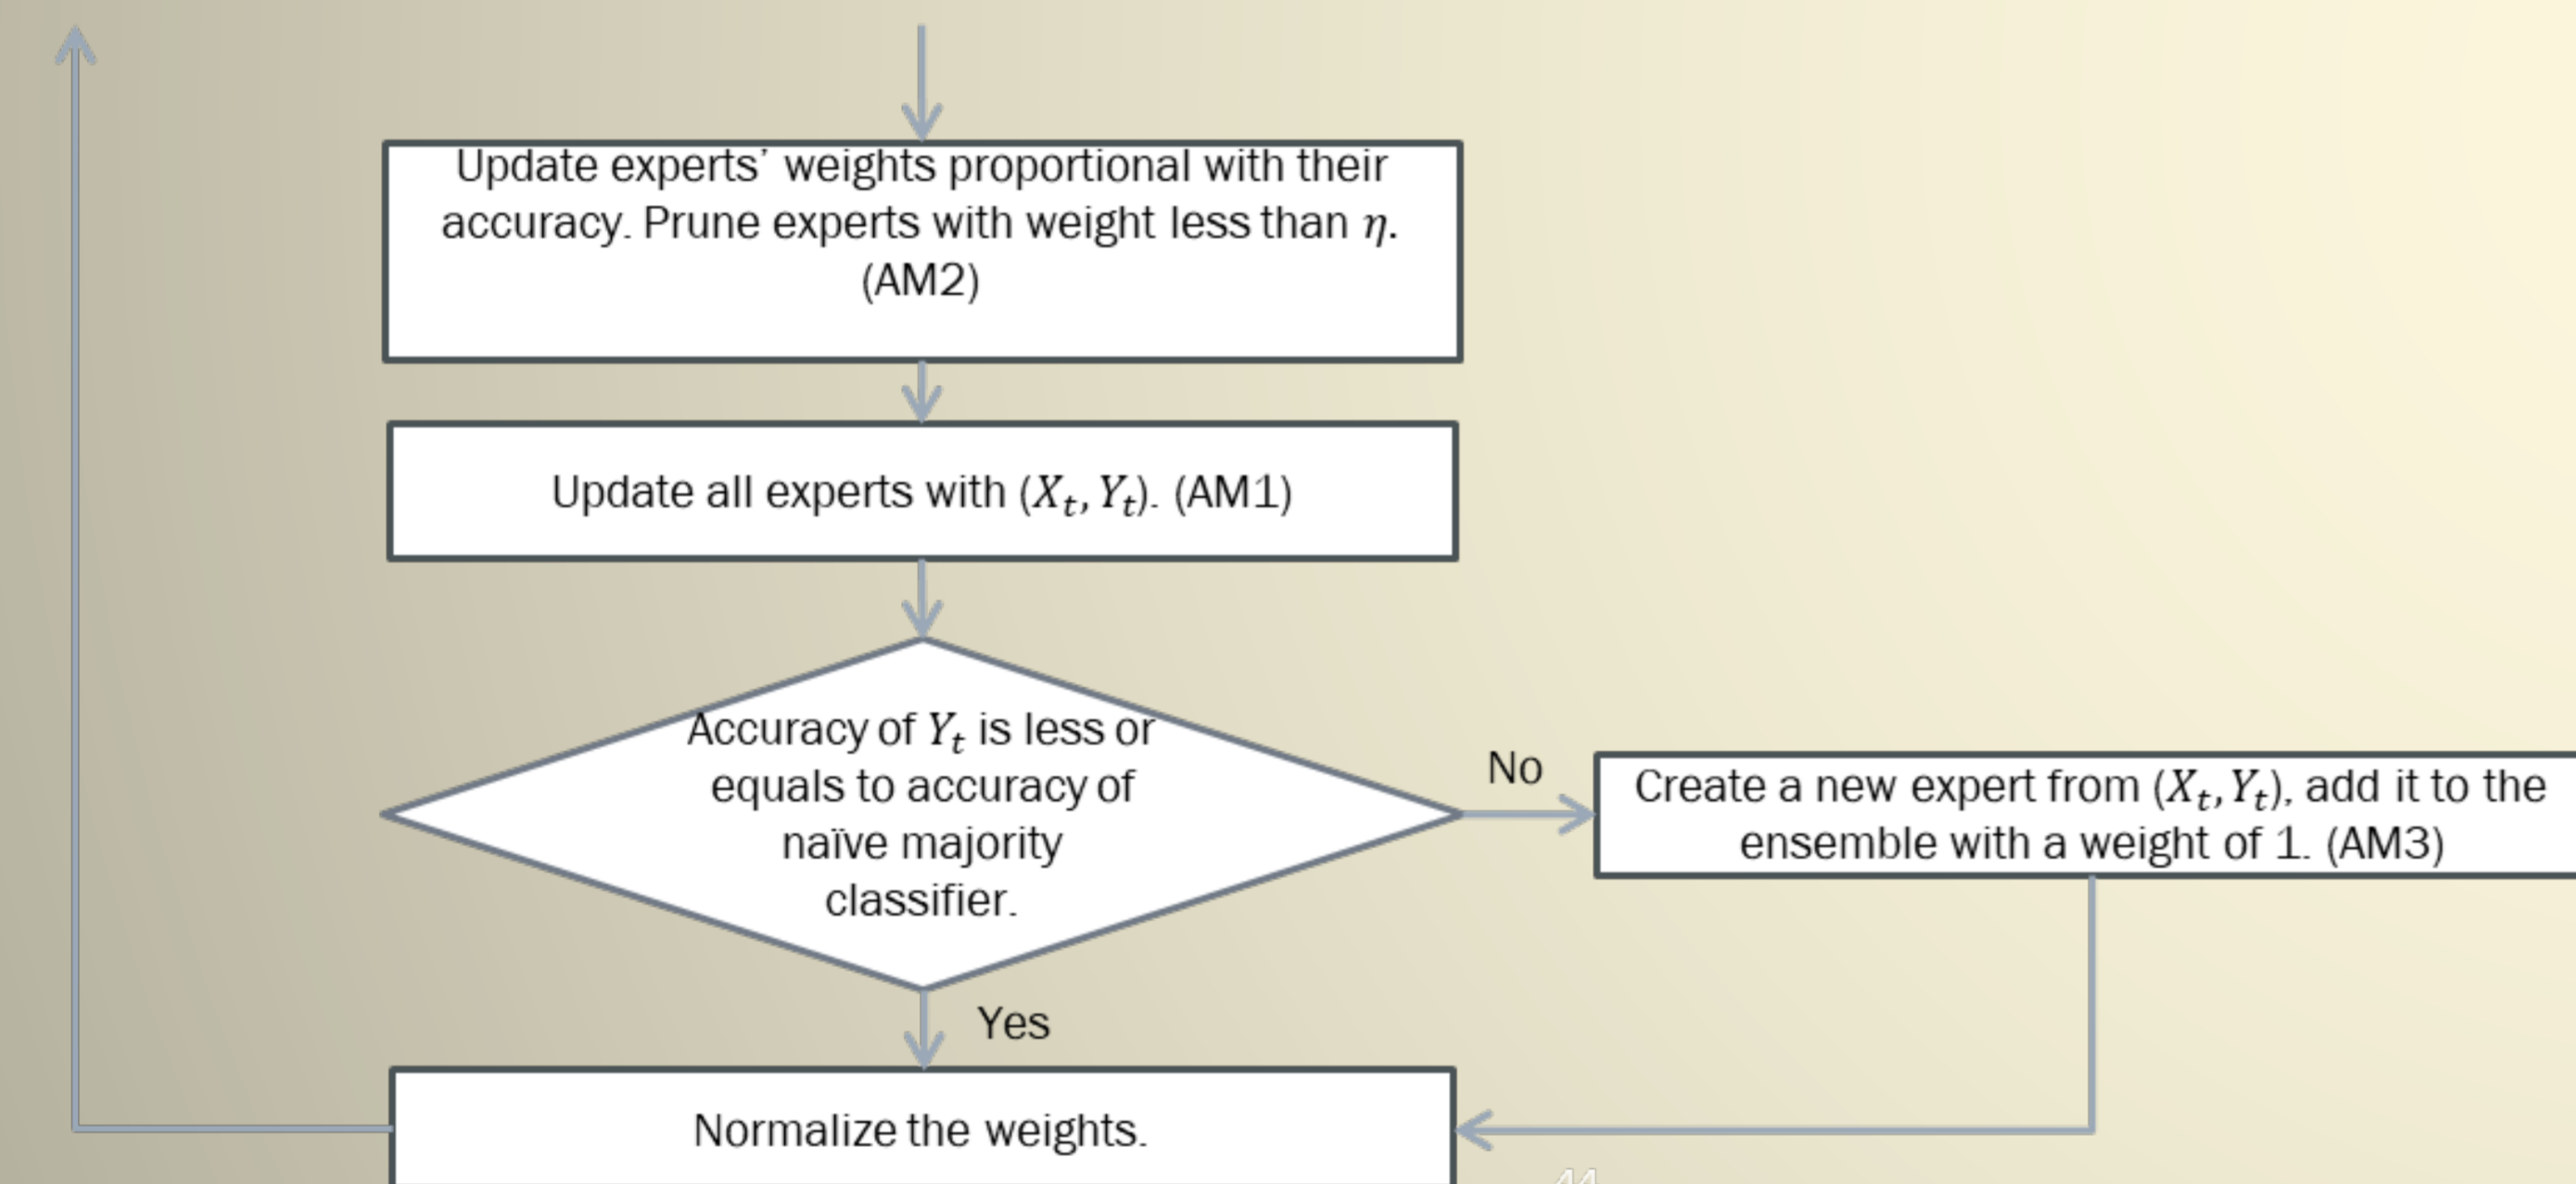 Update experts’ weights proportional with their
accuracy. Prune experts with weight less than η.
(AM2)
Update all experts with (Xₜ, Yₜ). (AM1)
Accuracy of Yₜ is less or
equals to accuracy of
naïve majority
classifier.
No
Create a new expert from (Xₜ, Yₜ), add it to the
ensemble with a weight of 1. (AM3)
Yes
Normalize the weights.